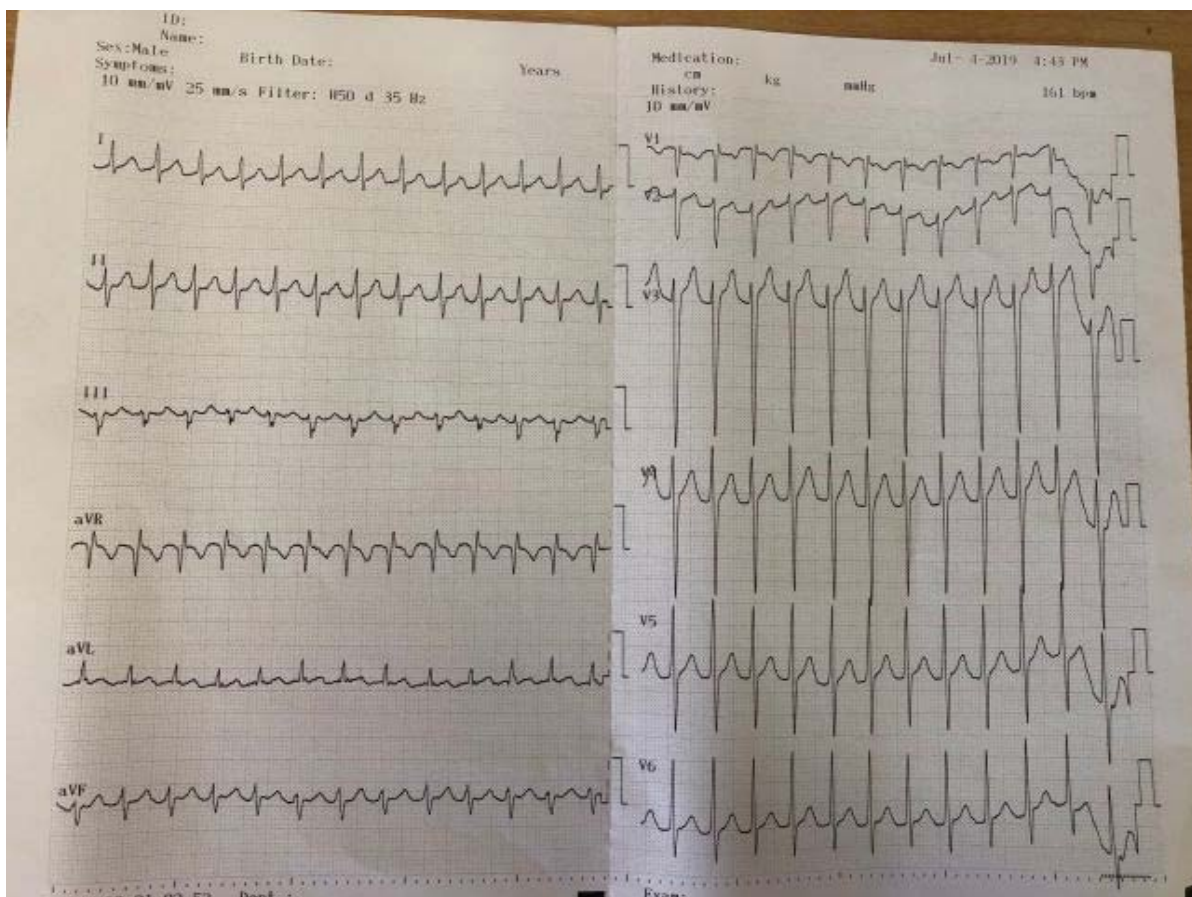 ID:
Name:
Sex:Male Birth Date: Years
Symptoms:
10 mm/mV 25 mm/s Filter: H50 d 35 Hz
I
II
III
aVR
aVL
aVF
Medication: Jul- 4-2019 4:43 PM
cm kg mmHg 161 bpm
History:
10 mm/mV
V1
V2
V3
V4
V5
V6